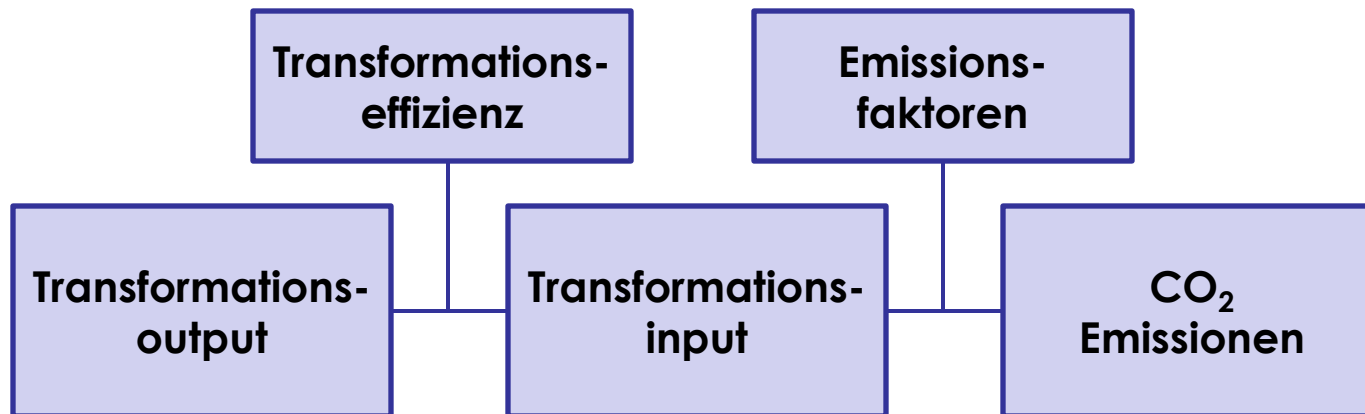 Transformations-
effizienz
Emissions-
faktoren
Transformations-
output
Transformations-
input
CO₂
Emissionen